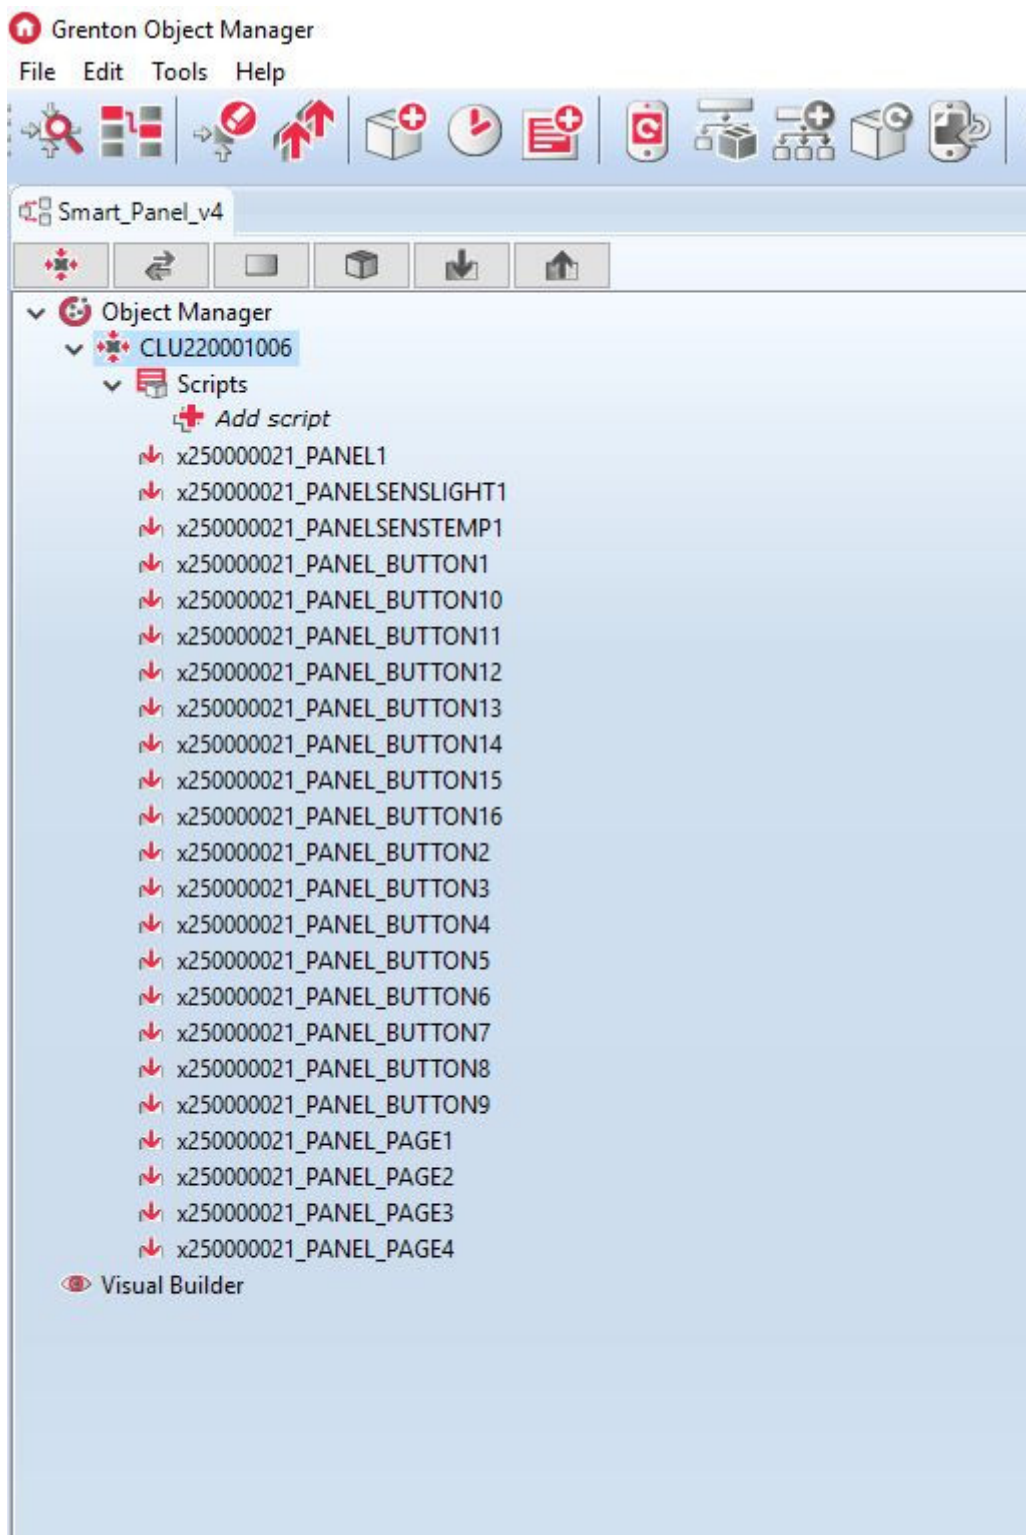 Grenton Object Manager
File Edit Tools Help
Smart_Panel_v4
Object Manager
CLU220001006
Scripts
Add script
x250000021_PANEL1
x250000021_PANELSENSLIGHT1
x250000021_PANELSENSTEMP1
x250000021_PANEL_BUTTON1
x250000021_PANEL_BUTTON10
x250000021_PANEL_BUTTON11
x250000021_PANEL_BUTTON12
x250000021_PANEL_BUTTON13
x250000021_PANEL_BUTTON14
x250000021_PANEL_BUTTON15
x250000021_PANEL_BUTTON16
x250000021_PANEL_BUTTON2
x250000021_PANEL_BUTTON3
x250000021_PANEL_BUTTON4
x250000021_PANEL_BUTTON5
x250000021_PANEL_BUTTON6
x250000021_PANEL_BUTTON7
x250000021_PANEL_BUTTON8
x250000021_PANEL_BUTTON9
x250000021_PANEL_PAGE1
x250000021_PANEL_PAGE2
x250000021_PANEL_PAGE3
x250000021_PANEL_PAGE4
Visual Builder